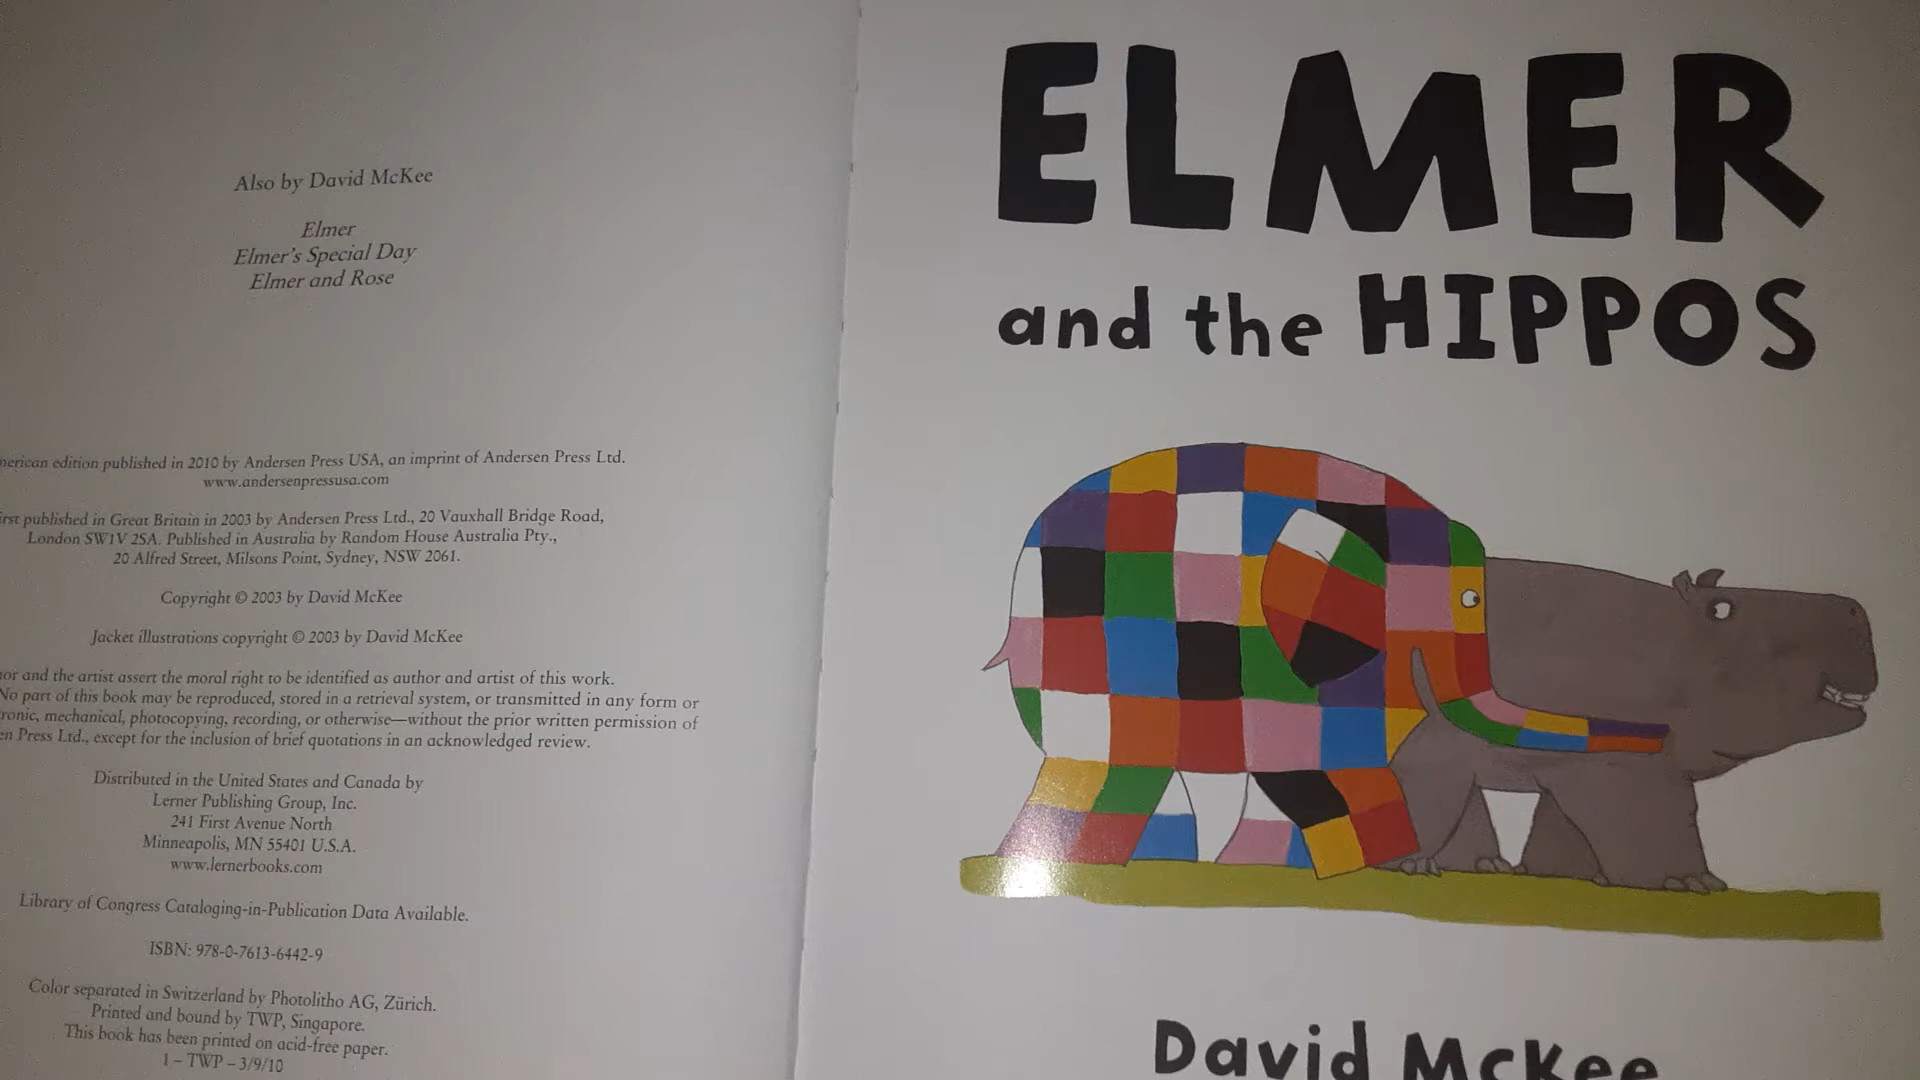 Also by David McKee
Elmer
Elmer's Special Day
Elmer and Rose
edition published in 2010 by Andersen Press USA, an imprint of Andersen Press Ltd.
www.andersenpressusa.com
published in Great Britain in 2003 by Andersen Press Ltd., 20 Vauxhall Bridge Road,
London SW1V 2SA. Published in Australia by Random House Australia Pty.,
20 Alfred Street, Milsons Point, Sydney, NSW 2061.
Copyright © 2003 by David McKee
Jacket illustrations copyright © 2003 by David McKee
and the artist assert the moral right to be identified as author and artist of this work.
No part of this book may be reproduced, stored in a retrieval system, or transmitted in any form or
mechanical, photocopying, recording, or otherwise—without the prior written permission of
Press Ltd., except for the inclusion of brief quotations in an acknowledged review.
Distributed in the United States and Canada by
Lerner Publishing Group, Inc.
241 First Avenue North
Minneapolis, MN 55401 U.S.A.
www.lernerbooks.com
Library of Congress Cataloging-in-Publication Data Available.
ISBN: 978-0-7613-6442-9
Color separated in Switzerland by Photolitho AG, Zürich.
Printed and bound by TWP, Singapore.
This book has been printed on acid-free paper.
1 – TWP – 3/9/10
ELMER
and the HIPPOS
David McKee